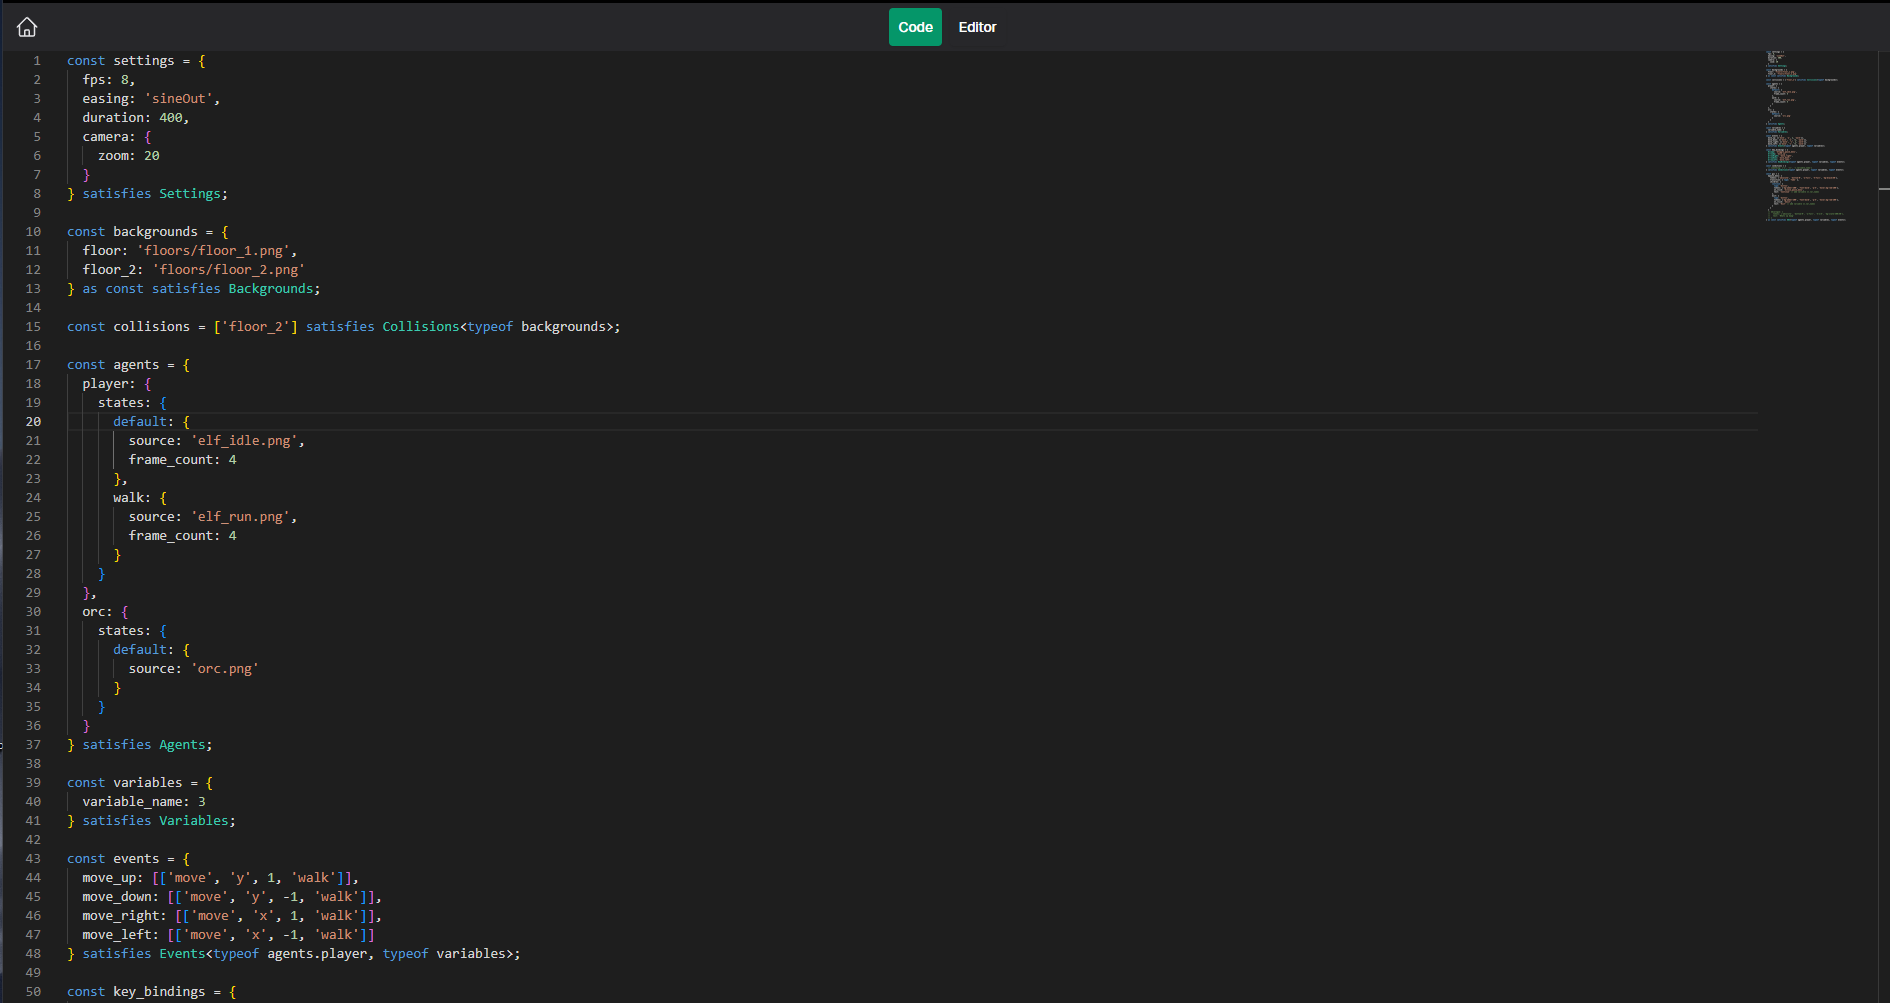 Code Editor
1 const settings = {
2 fps: 8,
3 easing: 'sineOut',
4 duration: 400,
5 camera: {
6 zoom: 20
7 }
8 } satisfies Settings;
9
10 const backgrounds = {
11 floor: 'floors/floor_1.png',
12 floor_2: 'floors/floor_2.png'
13 } as const satisfies Backgrounds;
14
15 const collisions = ['floor_2'] satisfies Collisions<typeof backgrounds>;
16
17 const agents = {
18 player: {
19 states: {
20 default: {
21 source: 'elf_idle.png',
22 frame_count: 4
23 },
24 walk: {
25 source: 'elf_run.png',
26 frame_count: 4
27 }
28 }
29 },
30 orc: {
31 states: {
32 default: {
33 source: 'orc.png'
34 }
35 }
36 }
37 } satisfies Agents;
38
39 const variables = {
40 variable_name: 3
41 } satisfies Variables;
42
43 const events = {
44 move_up: [['move', 'y', 1, 'walk']],
45 move_down: [['move', 'y', -1, 'walk']],
46 move_right: [['move', 'x', 1, 'walk']],
47 move_left: [['move', 'x', -1, 'walk']]
48 } satisfies Events<typeof agents.player, typeof variables>;
49
50 const key_bindings = {